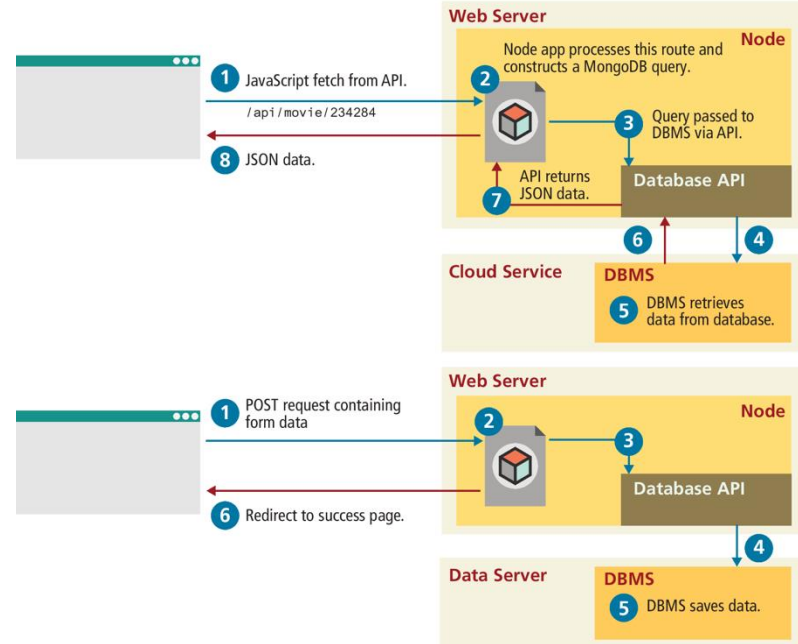 Web Server
Node
Node app processes this route and
constructs a MongoDB query.
1 JavaScript fetch from API.
/api/movie/234284
2
3 Query passed to
DBMS via API.
8 JSON data.
API returns
JSON data.
7
Database API
6
4
Cloud Service
DBMS
5 DBMS retrieves
data from database.
Web Server
Node
1 POST request containing
form data
2
3
Database API
6 Redirect to success page.
4
Data Server
DBMS
5 DBMS saves data.